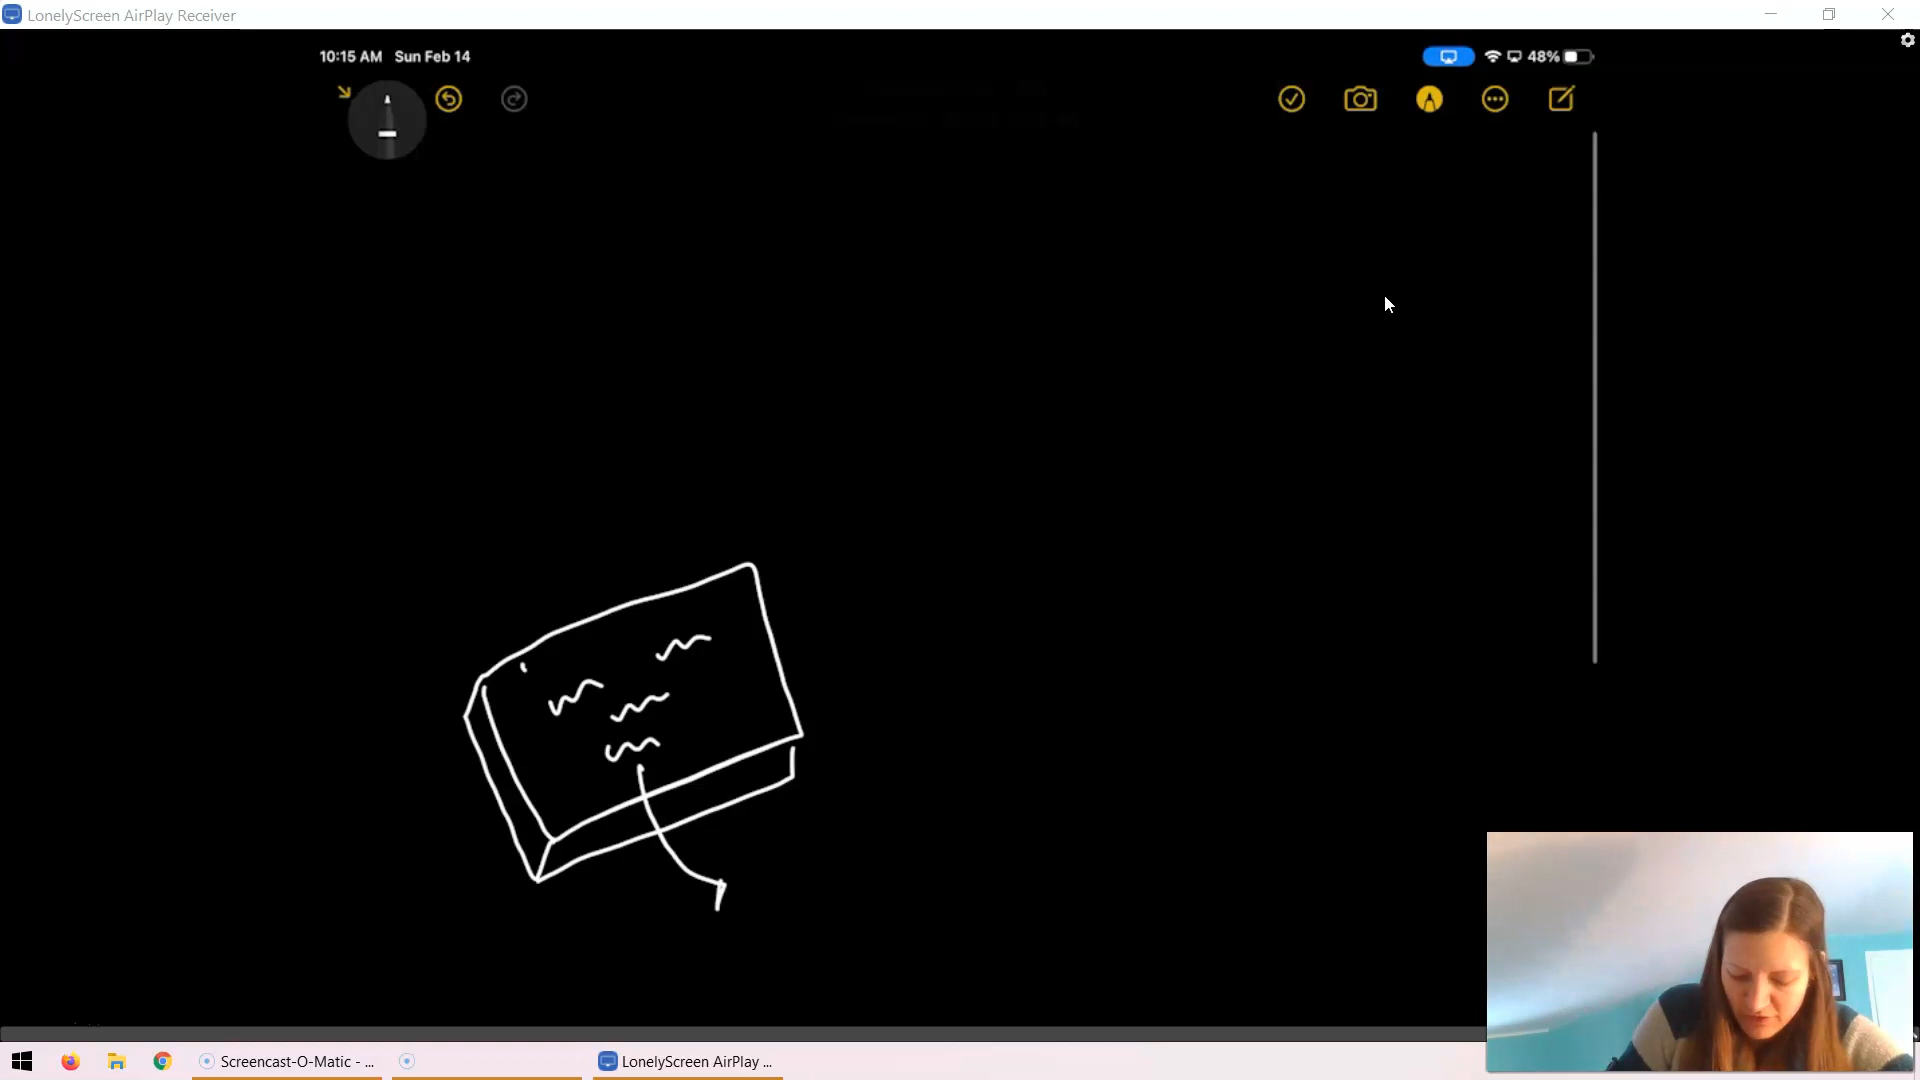 LonelyScreen AirPlay Receiver
10:15 AM Sun Feb 14
48%
Screencast-O-Matic - ...
LonelyScreen AirPlay ...